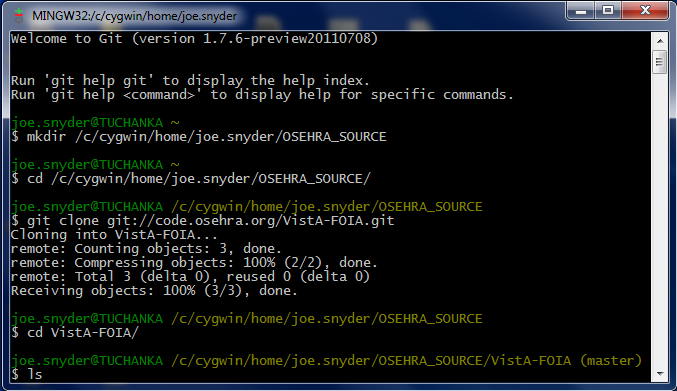 MINGW32:/c/cygwin/home/joe.snyder
Welcome to Git (version 1.7.6-preview20110708)
Run 'git help git' to display the help index.
Run 'git help <command>' to display help for specific commands.
joe.snyder@TUCHANKA ~
$ mkdir /c/cygwin/home/joe.snyder/OSEHRA_SOURCE
joe.snyder@TUCHANKA ~
$ cd /c/cygwin/home/joe.snyder/OSEHRA_SOURCE/
joe.snyder@TUCHANKA /c/cygwin/home/joe.snyder/OSEHRA_SOURCE
$ git clone git://code.osehra.org/VistA-FOIA.git
Cloning into VistA-FOIA...
remote: Counting objects: 3, done.
remote: Compressing objects: 100% (2/2), done.
remote: Total 3 (delta 0), reused 0 (delta 0)
Receiving objects: 100% (3/3), done.
joe.snyder@TUCHANKA /c/cygwin/home/joe.snyder/OSEHRA_SOURCE
$ cd VistA-FOIA/
joe.snyder@TUCHANKA /c/cygwin/home/joe.snyder/OSEHRA_SOURCE/VistA-FOIA (master)
$ ls